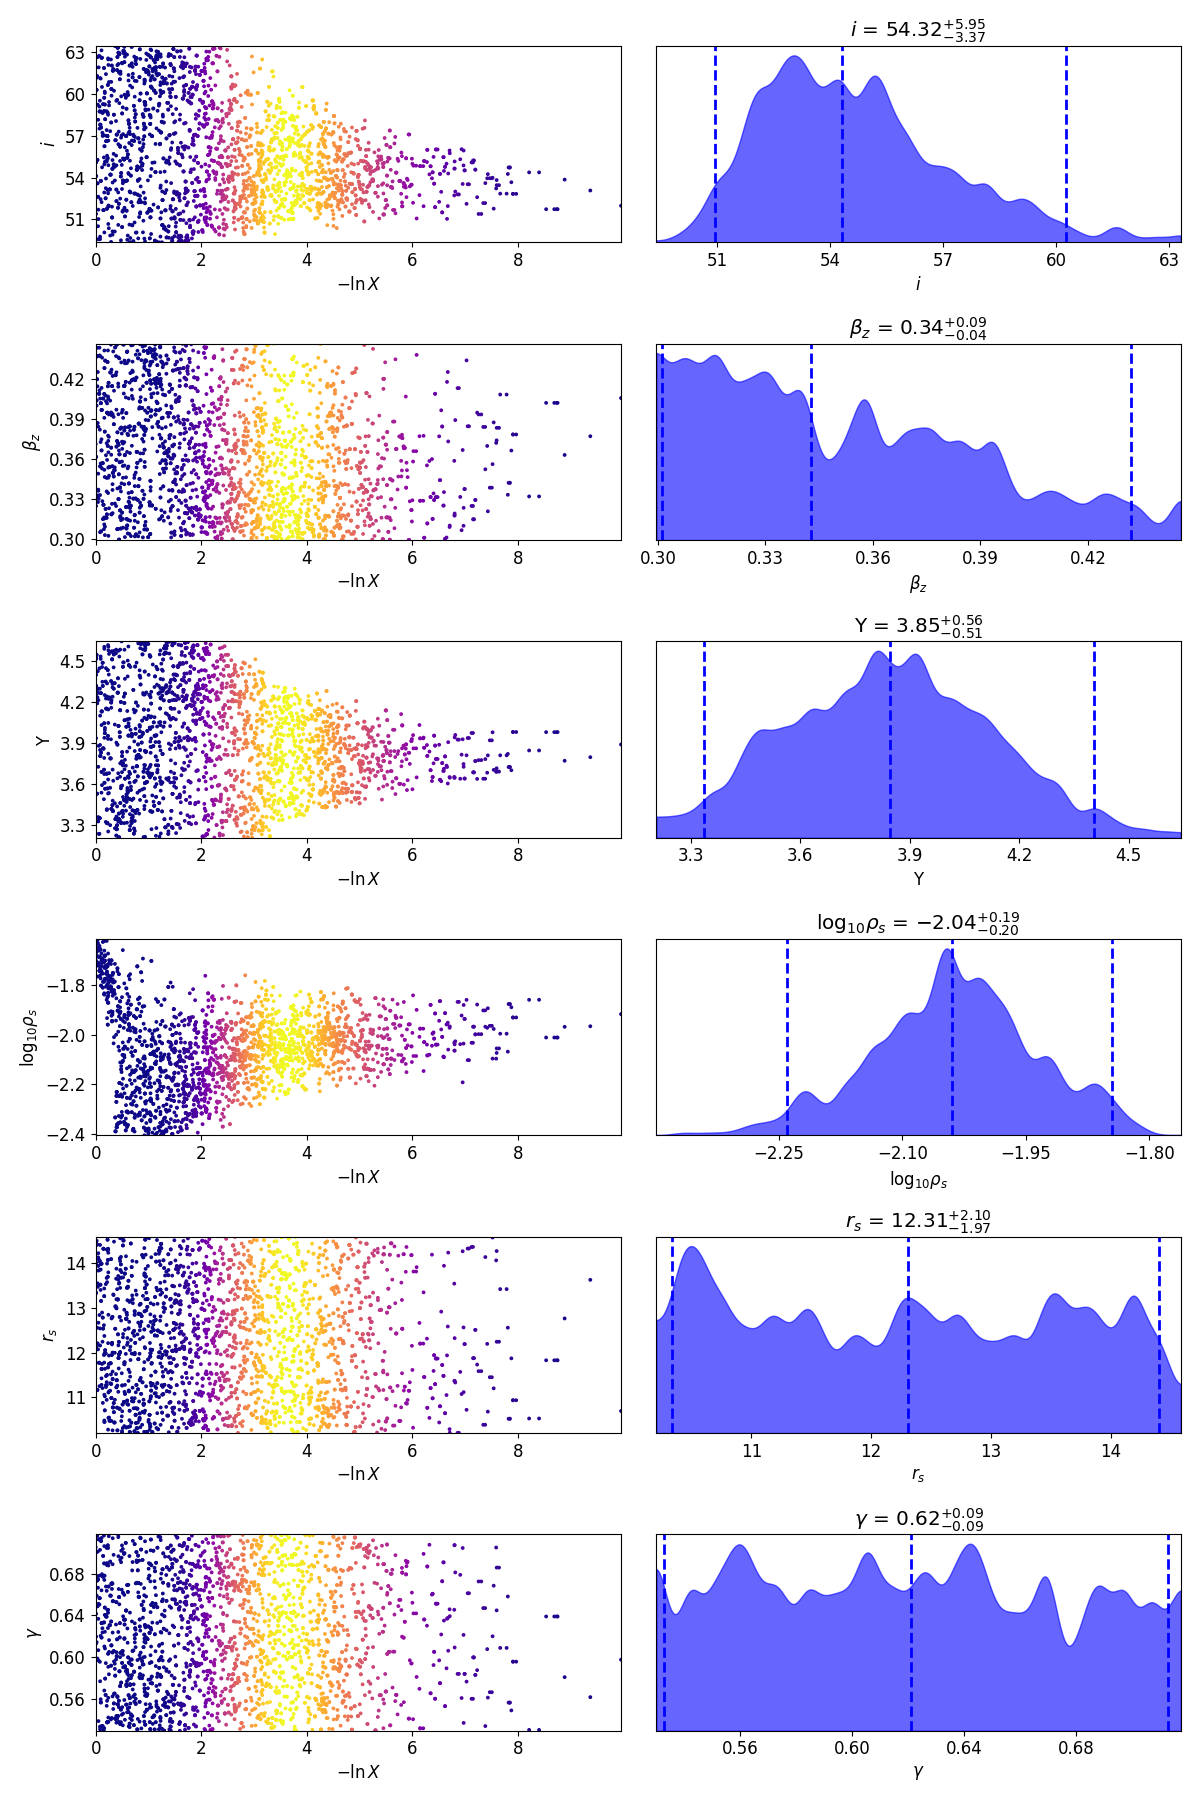 i = 54.32+5.95−3.37
63
60
57
54
51
i
0 2 4 6 8
−ln X
51 54 57 60 63
i
βz = 0.34+0.09−0.04
0.42
0.39
0.36
0.33
0.30
βz
0 2 4 6 8
−ln X
0.30 0.33 0.36 0.39 0.42
βz
Y = 3.85+0.56−0.51
4.5
4.2
3.9
3.6
3.3
Y
0 2 4 6 8
−ln X
3.3 3.6 3.9 4.2 4.5
Y
log10ρs = −2.04+0.19−0.20
−1.8
−2.0
−2.2
−2.4
log10ρs
0 2 4 6 8
−ln X
−2.25 −2.10 −1.95 −1.80
log10ρs
rs = 12.31+2.10−1.97
14
13
12
11
rs
0 2 4 6 8
−ln X
11 12 13 14
rs
γ = 0.62+0.09−0.09
0.68
0.64
0.60
0.56
γ
0 2 4 6 8
−ln X
0.56 0.60 0.64 0.68
γ